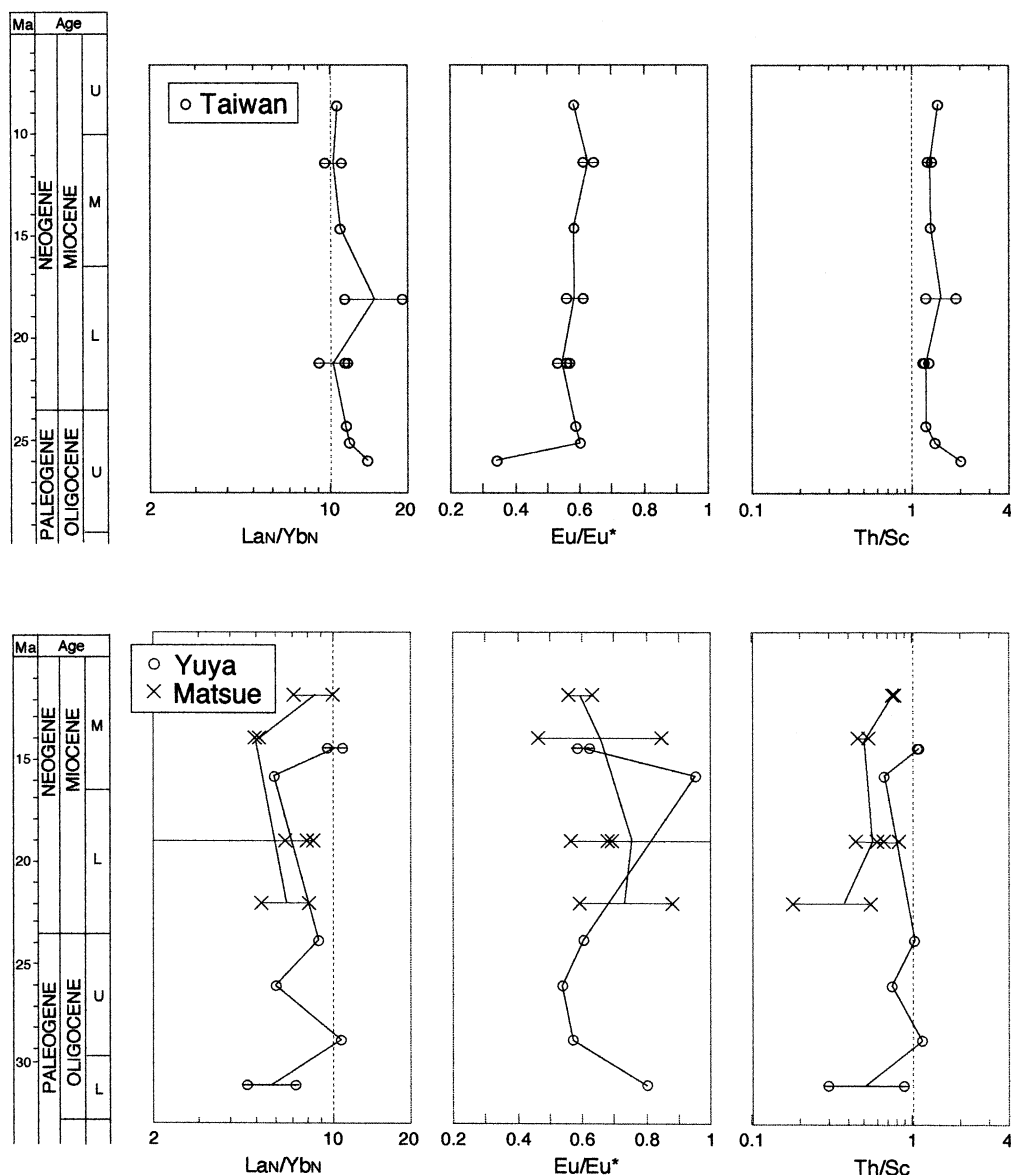 Ma Age
10
15
20
25
NEOGENE
MIOCENE
U
M
L
PALEOGENE
OLIGOCENE
U
Taiwan
2 10 20
LaN/YbN
0.2 0.4 0.6 0.8 1
Eu/Eu*
0.1 1 4
Th/Sc
Ma Age
15
20
25
30
NEOGENE
MIOCENE
M
L
PALEOGENE
OLIGOCENE
U
L
Yuya
Matsue
2 10 20
LaN/YbN
0.2 0.4 0.6 0.8 1
Eu/Eu*
0.1 1 4
Th/Sc